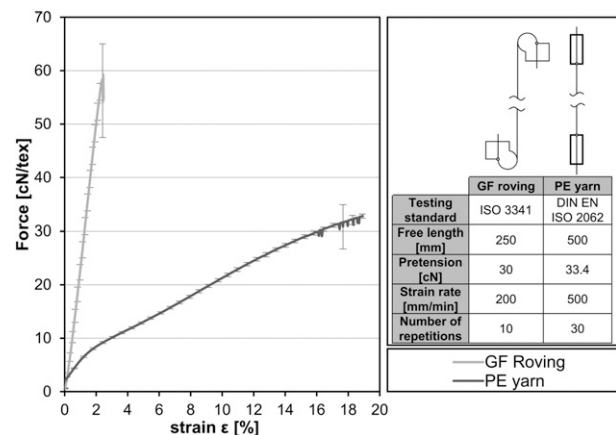 Force [cN/tex]
70
60
50
40
30
20
10
0
0 2 4 6 8 10 12 14 16 18 20
strain ε [%]
GF roving PE yarn
Testing standard ISO 3341 DIN EN ISO 2062
Free length [mm] 250 500
Pretension [cN] 30 33.4
Strain rate [mm/min] 200 500
Number of repetitions 10 30
GF Roving
PE yarn